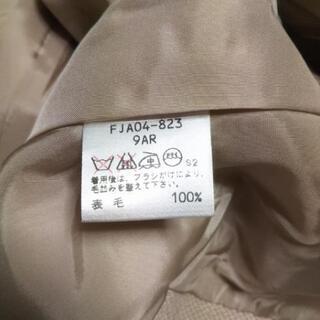 FJA04-823
9AR
S2
着用後は、ブラシがけにより、
毛並みを整えて下さい。
表 毛 100%